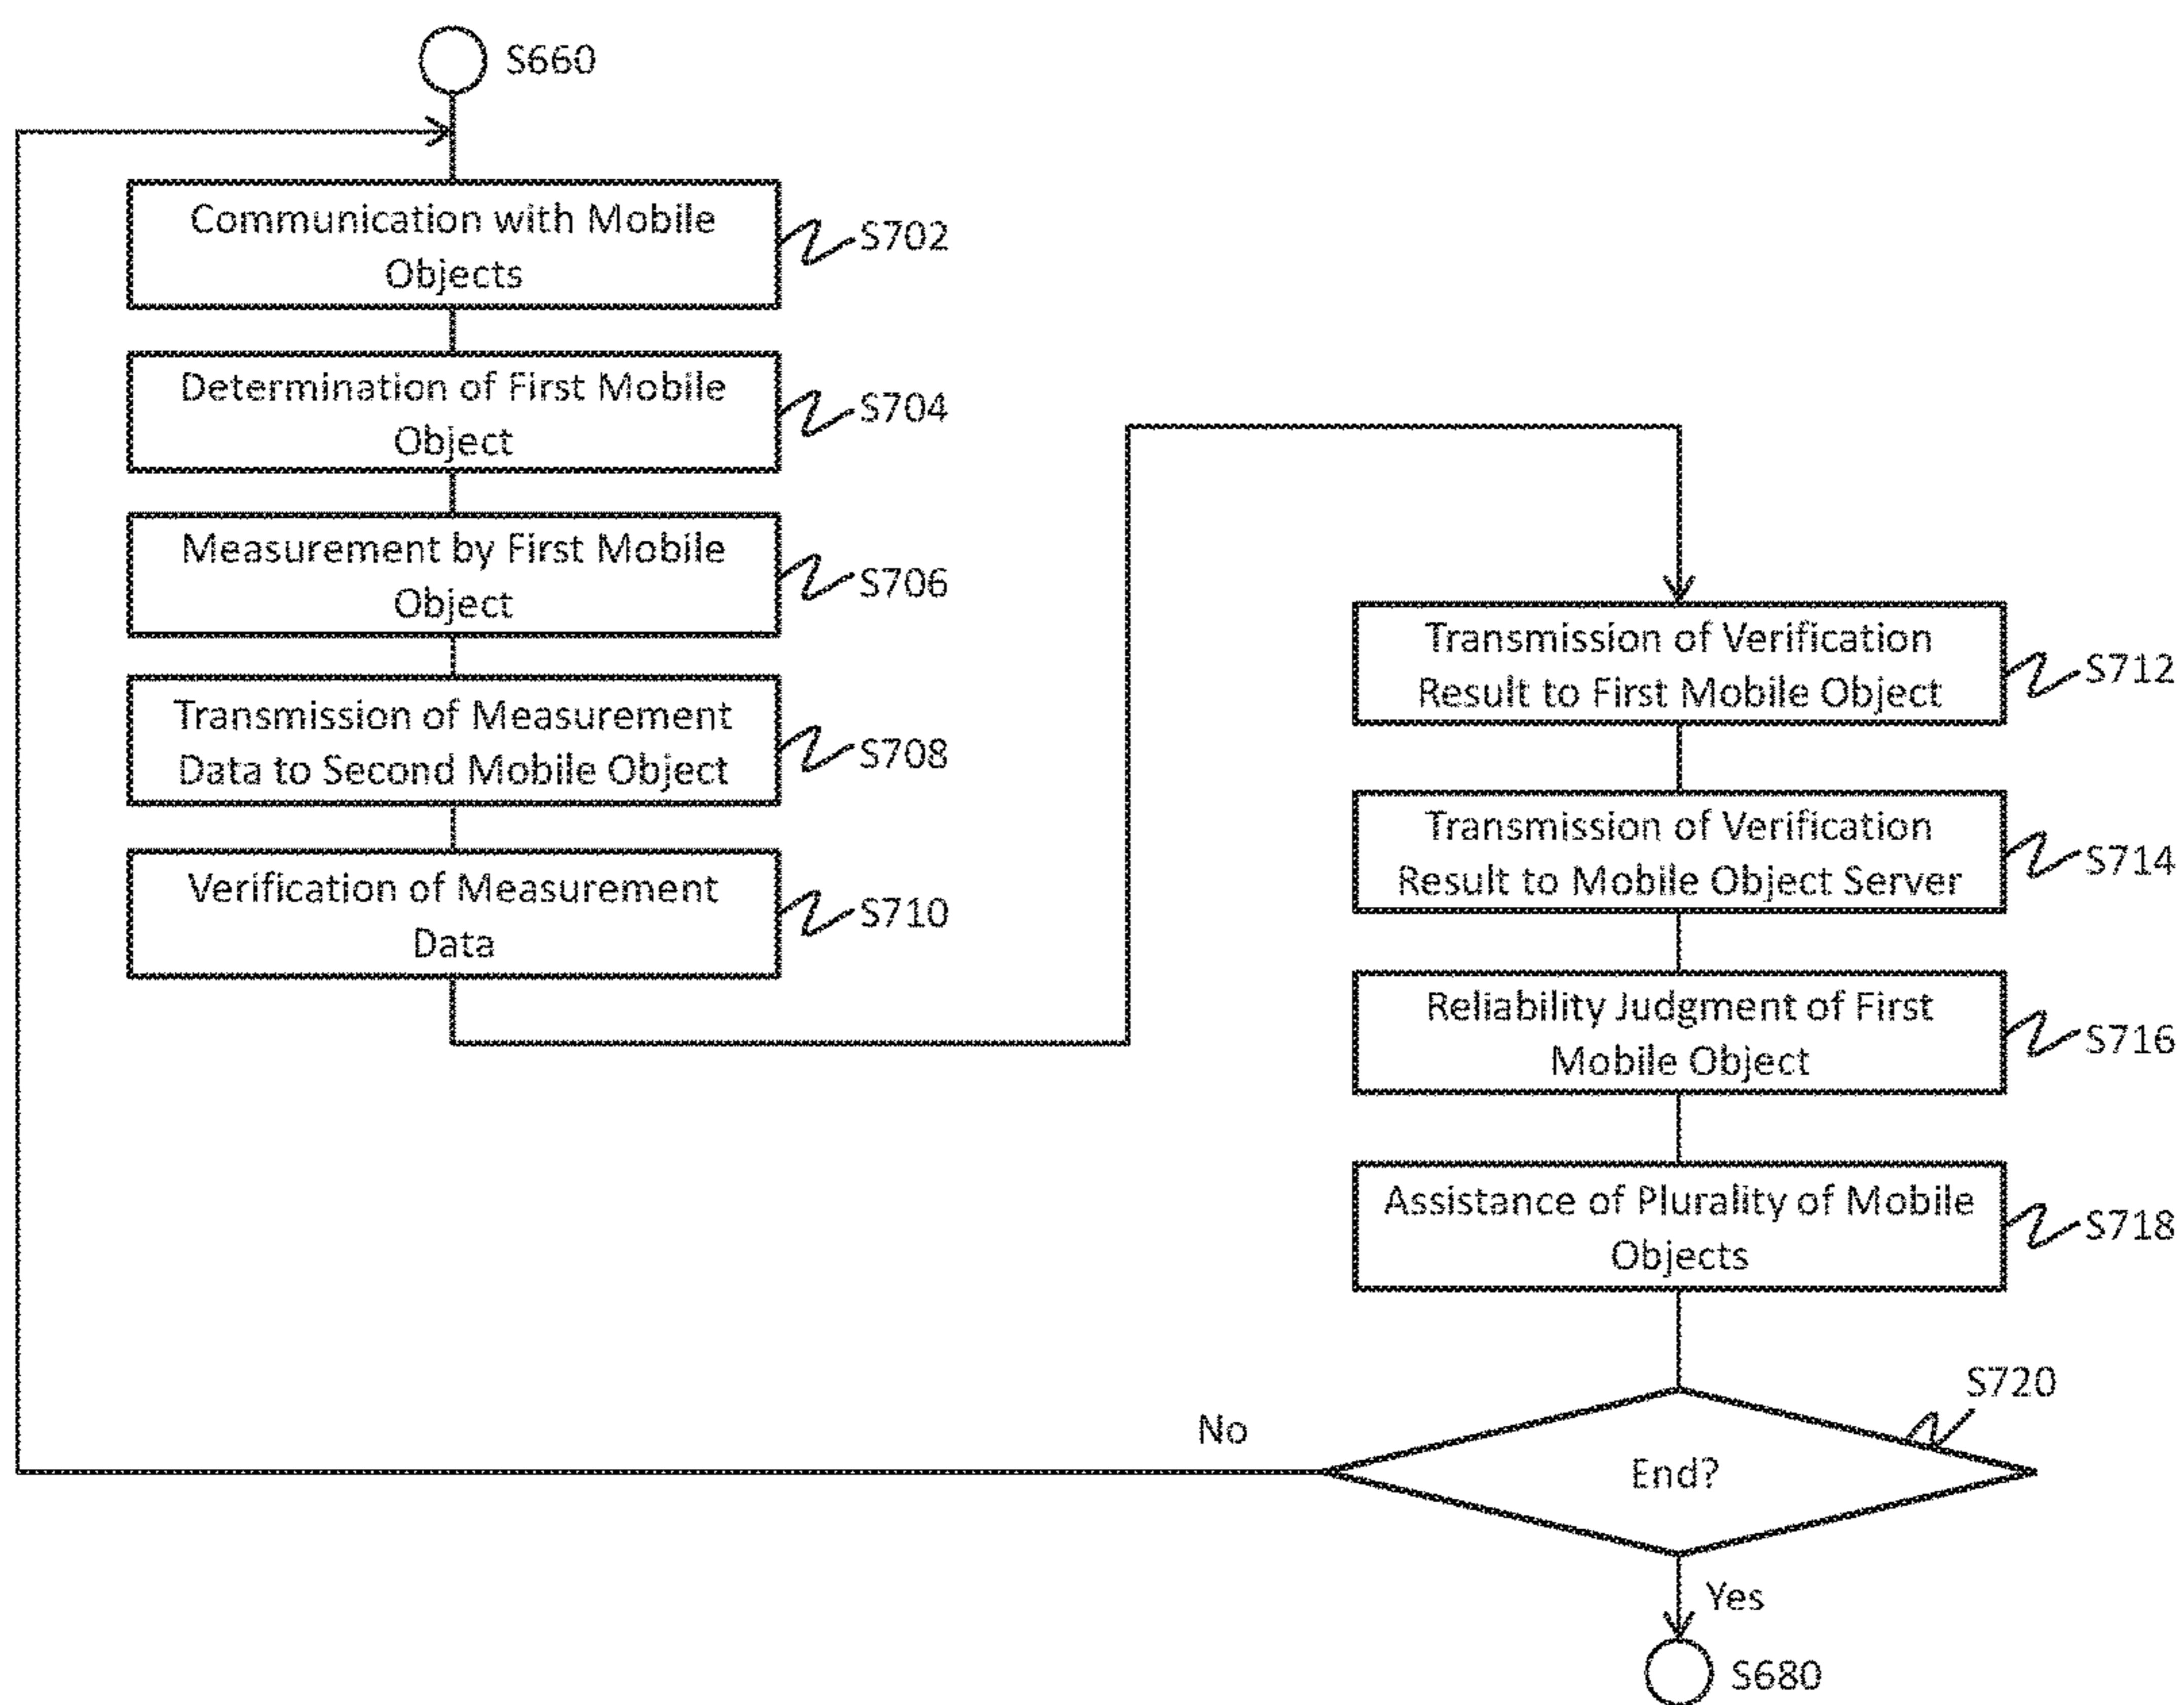 S660
Communication with Mobile
Objects
S702
Determination of First Mobile
Object
S704
Measurement by First Mobile
Object
S706
Transmission of Measurement
Data to Second Mobile Object
S708
Verification of Measurement
Data
S710
Transmission of Verification
Result to First Mobile Object
S712
Transmission of Verification
Result to Mobile Object Server
S714
Reliability Judgment of First
Mobile Object
S716
Assistance of Plurality of Mobile
Objects
S718
S720
End?
No
Yes
S680